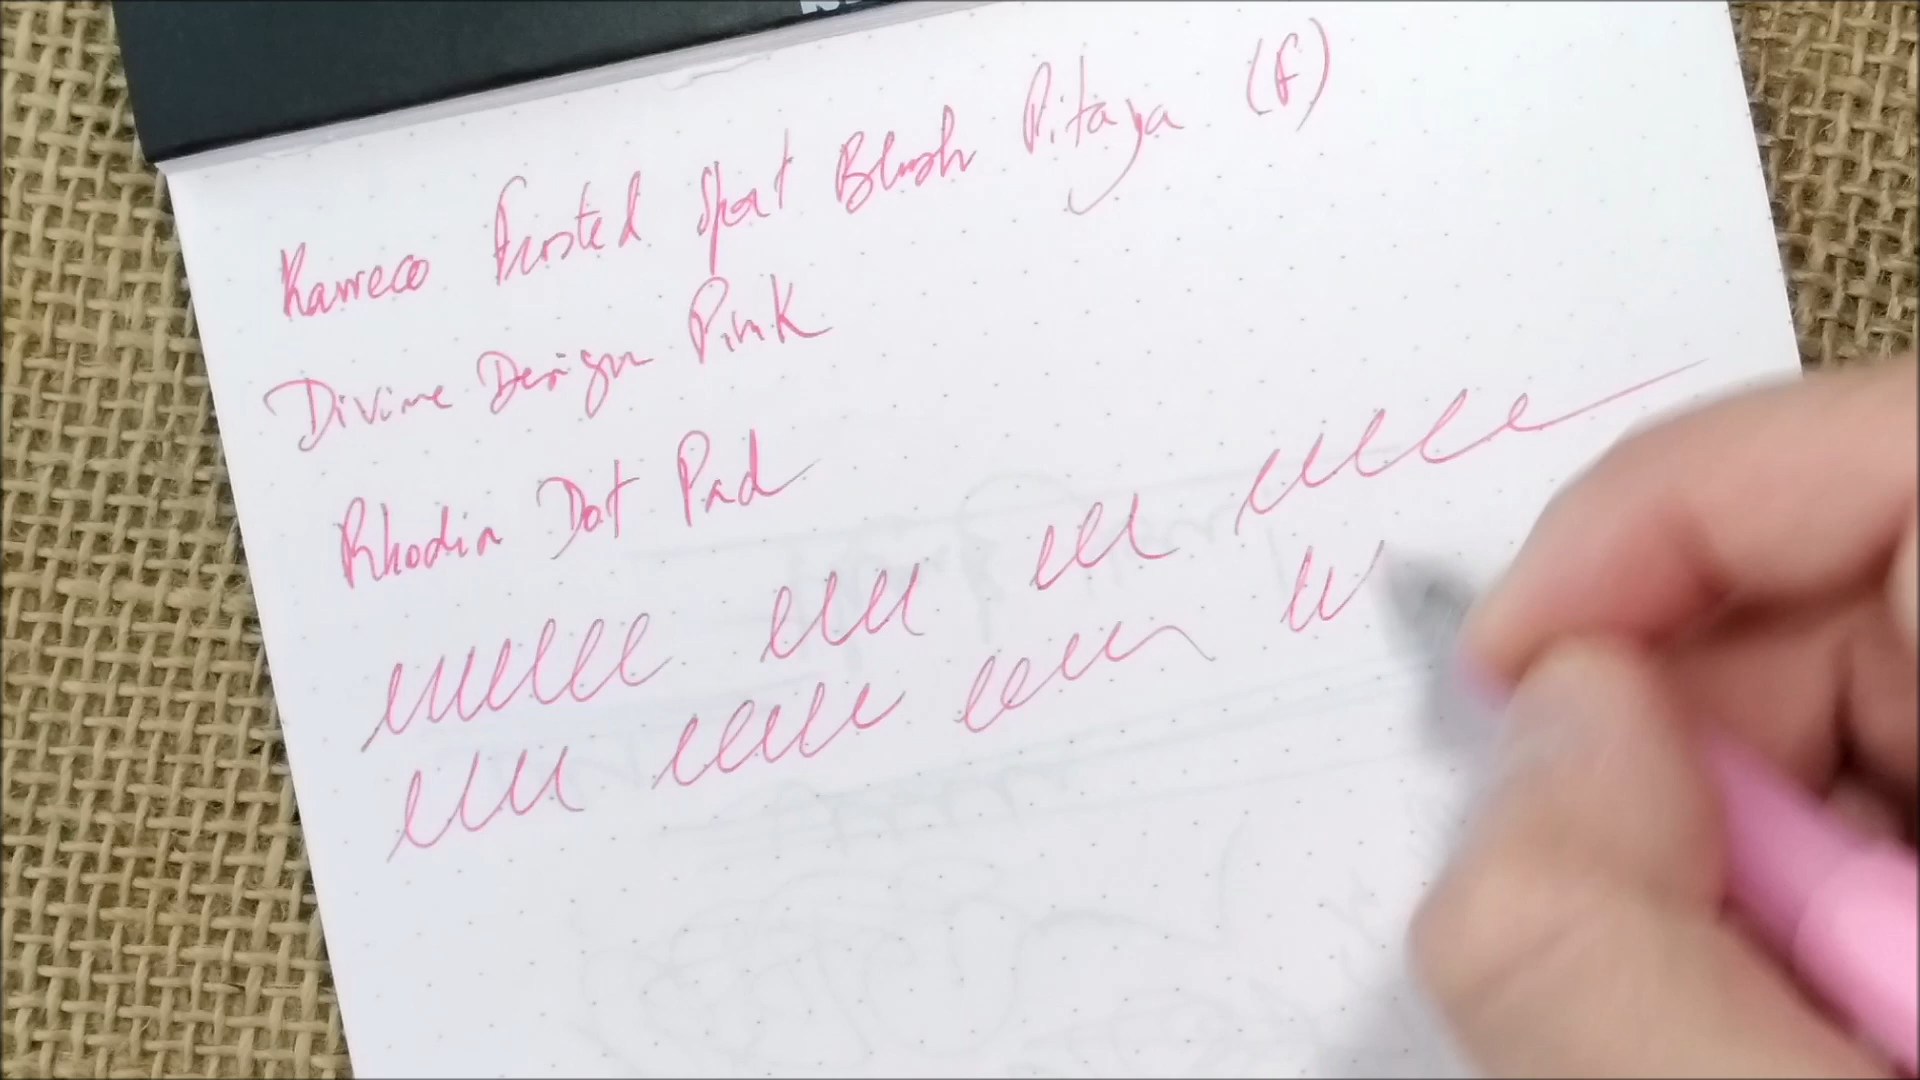 Kaweco Frosted Sport Blush Pitaya (F)
Divine Design Pink
Rhodia Dot Pad